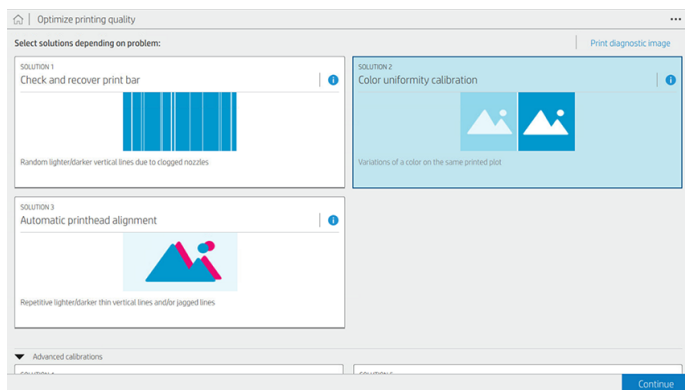 Optimize printing quality
Select solutions depending on problem:
Print diagnostic image
SOLUTION 1
Check and recover print bar
Random lighter/darker vertical lines due to clogged nozzles
SOLUTION 2
Color uniformity calibration
Variations of a color on the same printed plot
SOLUTION 3
Automatic printhead alignment
Repetitive lighter/darker thin vertical lines and/or jagged lines
Advanced calibrations
Continue